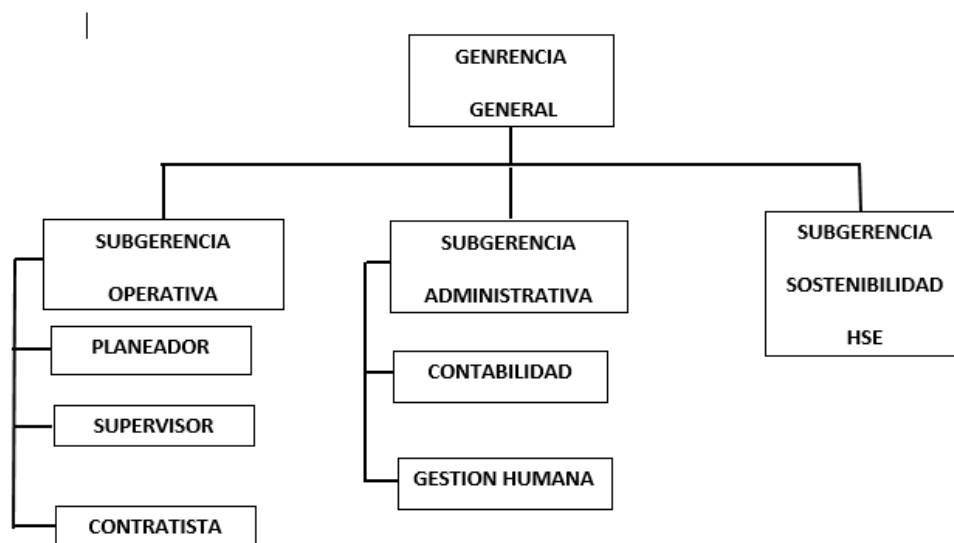 GENRENCIA
GENERAL
SUBGERENCIA
OPERATIVA
PLANEADOR
SUPERVISOR
CONTRATISTA
SUBGERENCIA
ADMINISTRATIVA
CONTABILIDAD
GESTION HUMANA
SUBGERENCIA
SOSTENIBILIDAD
HSE